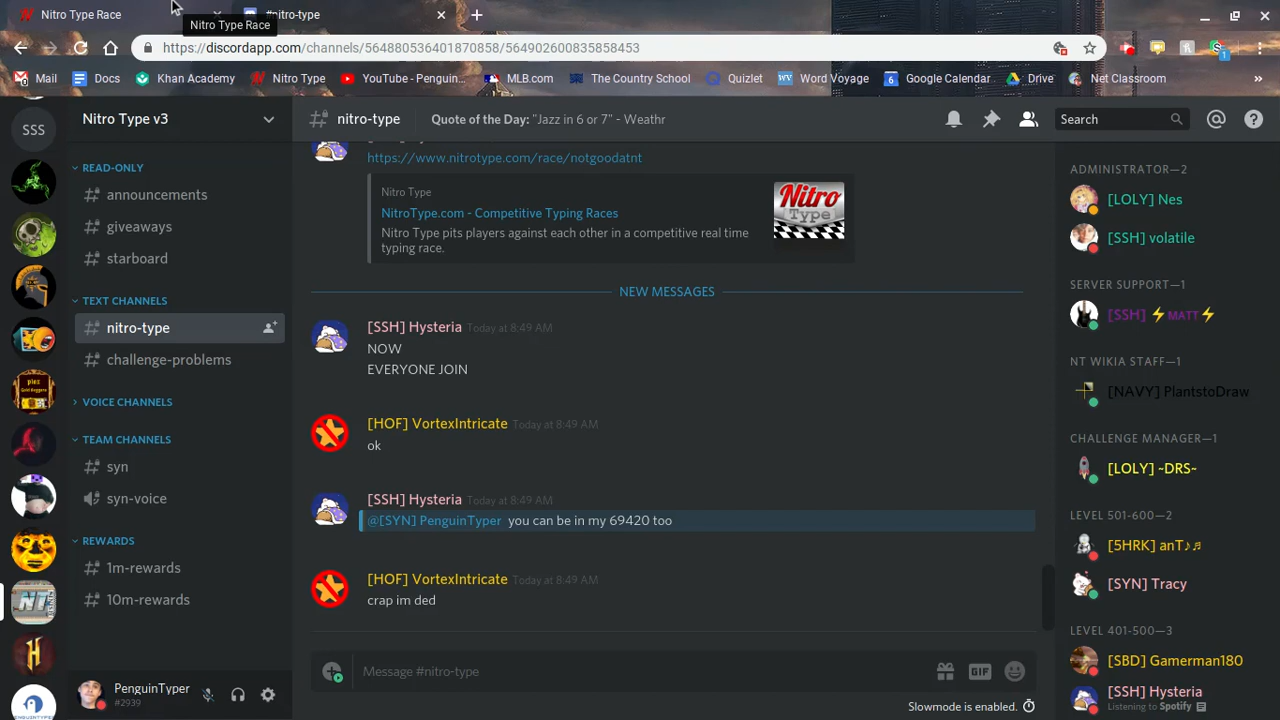 Nitro Type Race
#nitro-type
Nitro Type Race
https://discordapp.com/channels/564880536401870858/564902600835858453
1
Mail
Docs
Khan Academy
Nitro Type
YouTube - Penguin...
MLB.com
The Country School
Quizlet
WV
Word Voyage
6
Google Calendar
Drive
Net Classroom
»
SSS
Nitro Type v3
READ-ONLY
announcements
giveaways
starboard
TEXT CHANNELS
nitro-type
challenge-problems
VOICE CHANNELS
TEAM CHANNELS
syn
syn-voice
REWARDS
1m-rewards
10m-rewards
PenguinTyper
#2939
nitro-type
Quote of the Day: "Jazz in 6 or 7" - Weathr
Search
https://www.nitrotype.com/race/notgoodatnt
Nitro Type
NitroType.com - Competitive Typing Races
Nitro Type pits players against each other in a competitive real time
typing race.
Nitro
Type
NEW MESSAGES
[SSH] Hysteria Today at 8:49 AM
NOW
EVERYONE JOIN
[HOF] VortexIntricate Today at 8:49 AM
ok
[SSH] Hysteria Today at 8:49 AM
@[SYN] PenguinTyper you can be in my 69420 too
[HOF] VortexIntricate Today at 8:49 AM
crap im ded
Message #nitro-type
GIF
Slowmode is enabled.
ADMINISTRATOR—2
[LOLY] Nes
[SSH] volatile
SERVER SUPPORT—1
[SSH] ⚡ᴍᴀᴛᴛ⚡
NT WIKIA STAFF—1
[NAVY] PlantstoDraw
CHALLENGE MANAGER—1
[LOLY] ~DRS~
LEVEL 501-600—2
[5HRK] anT♪♬
[SYN] Tracy
LEVEL 401-500—3
[SBD] Gamerman180
[SSH] Hysteria
Listening to Spotify